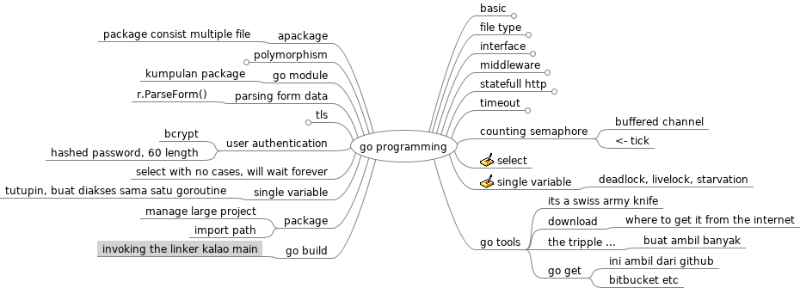 package consist multiple file
apackage
polymorphism
kumpulan package
go module
r.ParseForm()
parsing form data
tls
bcrypt
hashed password, 60 length
user authentication
select with no cases, will wait forever
tutupin, buat diakses sama satu goroutine
single variable
manage large project
import path
package
invoking the linker kalao main
go build
go programming
basic
file type
interface
middleware
statefull http
timeout
counting semaphore
buffered channel
<- tick
select
single variable
deadlock, livelock, starvation
go tools
its a swiss army knife
download
where to get it from the internet
the tripple ...
buat ambil banyak
go get
ini ambil dari github
bitbucket etc